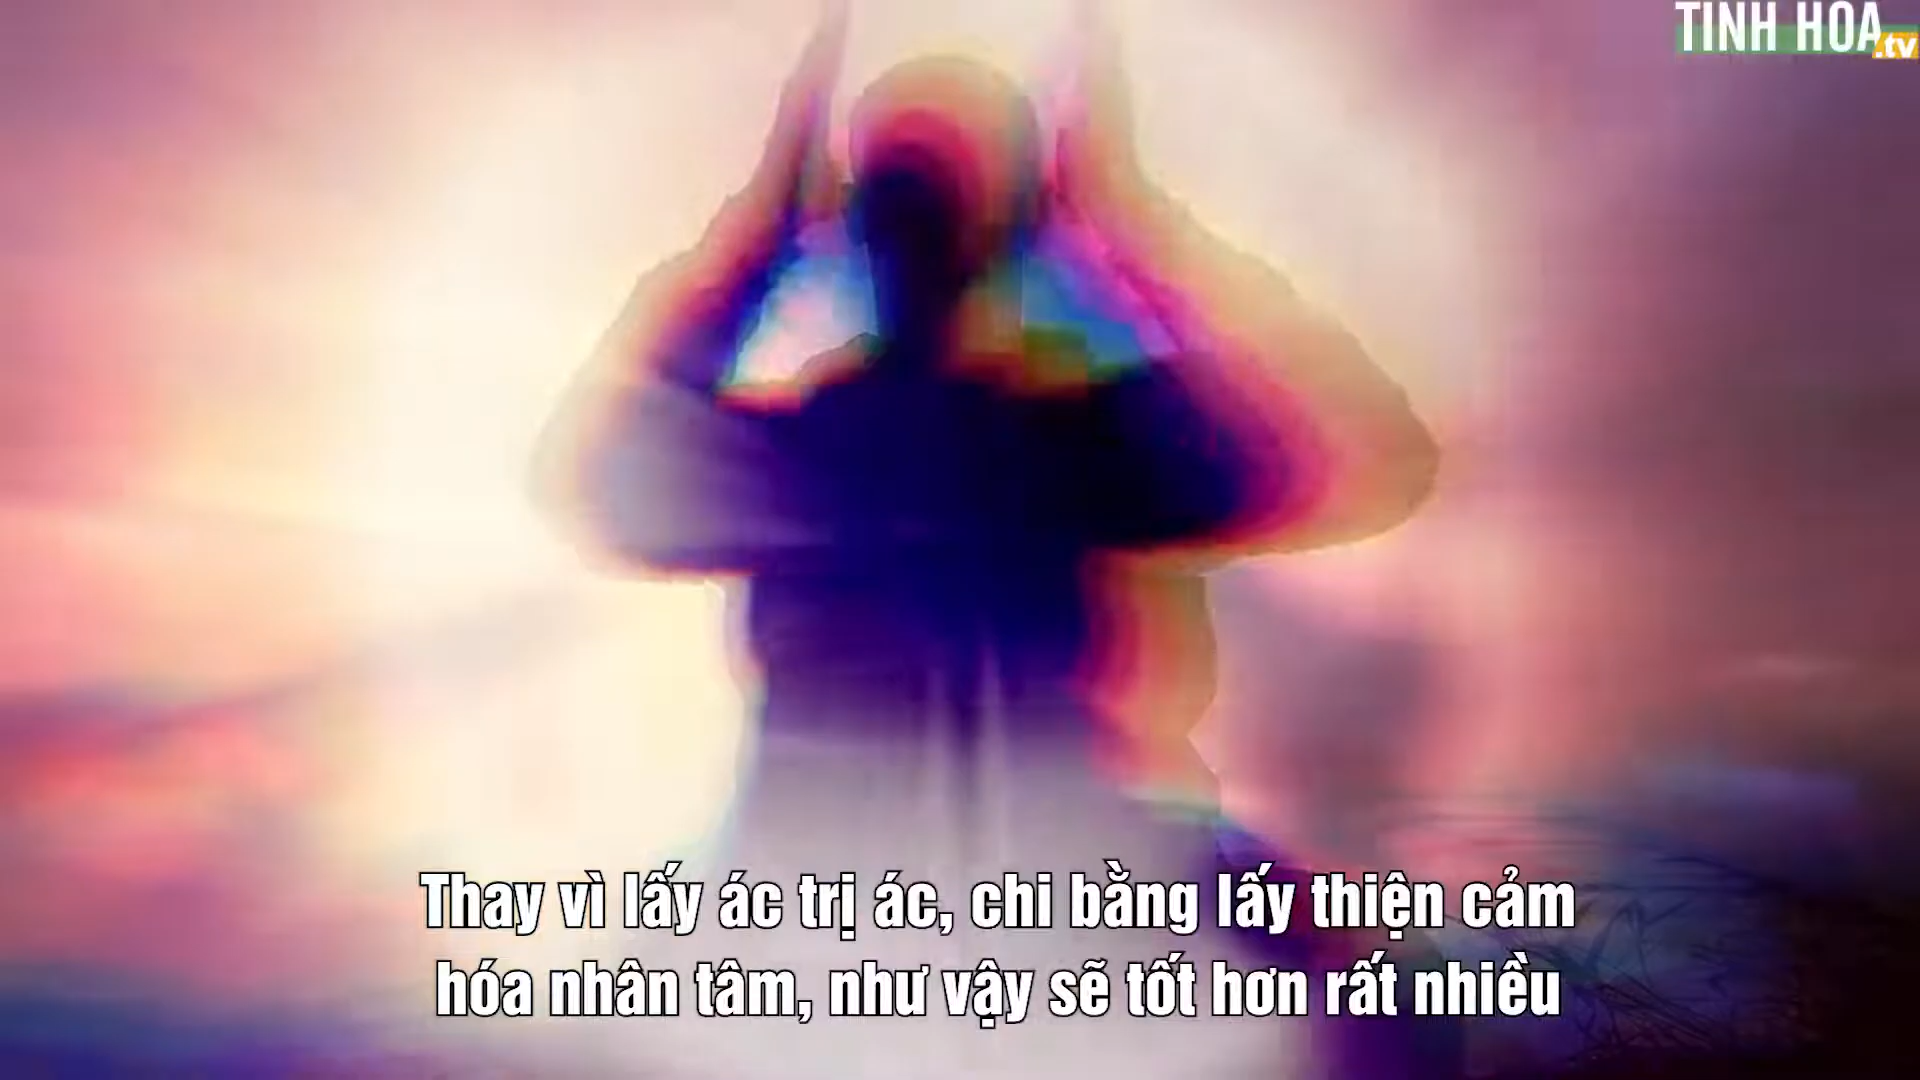 TINH HOA
.tv
Thay vì lấy ác trị ác, chi bằng lấy thiện cảm
hóa nhân tâm, như vậy sẽ tốt hơn rất nhiều